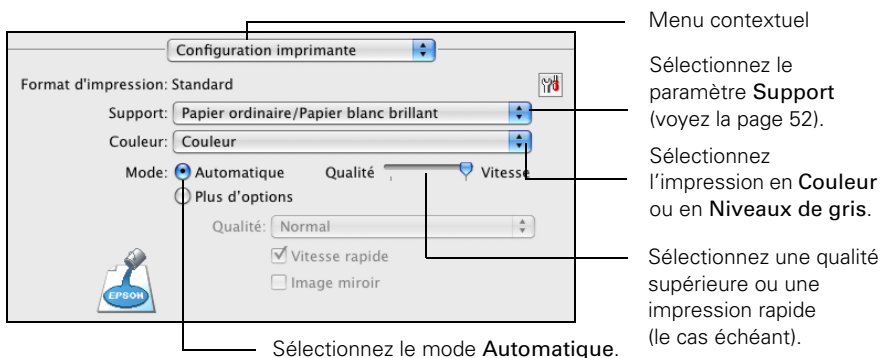 Menu contextuel
Configuration imprimante
Format d'impression: Standard
Support: Papier ordinaire/Papier blanc brillant
Couleur: Couleur
Mode: Automatique Qualité Vitesse
Plus d'options
Qualité: Normal
Vitesse rapide
Image miroir
EPSON
Sélectionnez le
paramètre Support
(voyez la page 52).
Sélectionnez
l'impression en Couleur
ou en Niveaux de gris.
Sélectionnez une qualité
supérieure ou une
impression rapide
(le cas échéant).
Sélectionnez le mode Automatique.